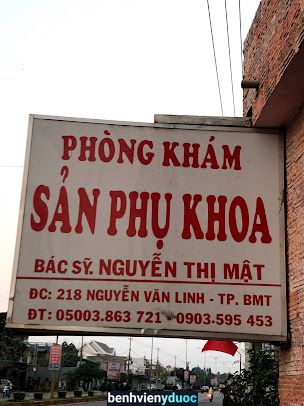 PHÒNG KHÁM
SẢN PHỤ KHOA
BÁC SỸ. NGUYỄN THỊ MẬT
ĐC: 218 NGUYỄN VĂN LINH - TP. BMT
ĐT: 05003.863 721 - 0903.595 453
benhvienyduoc